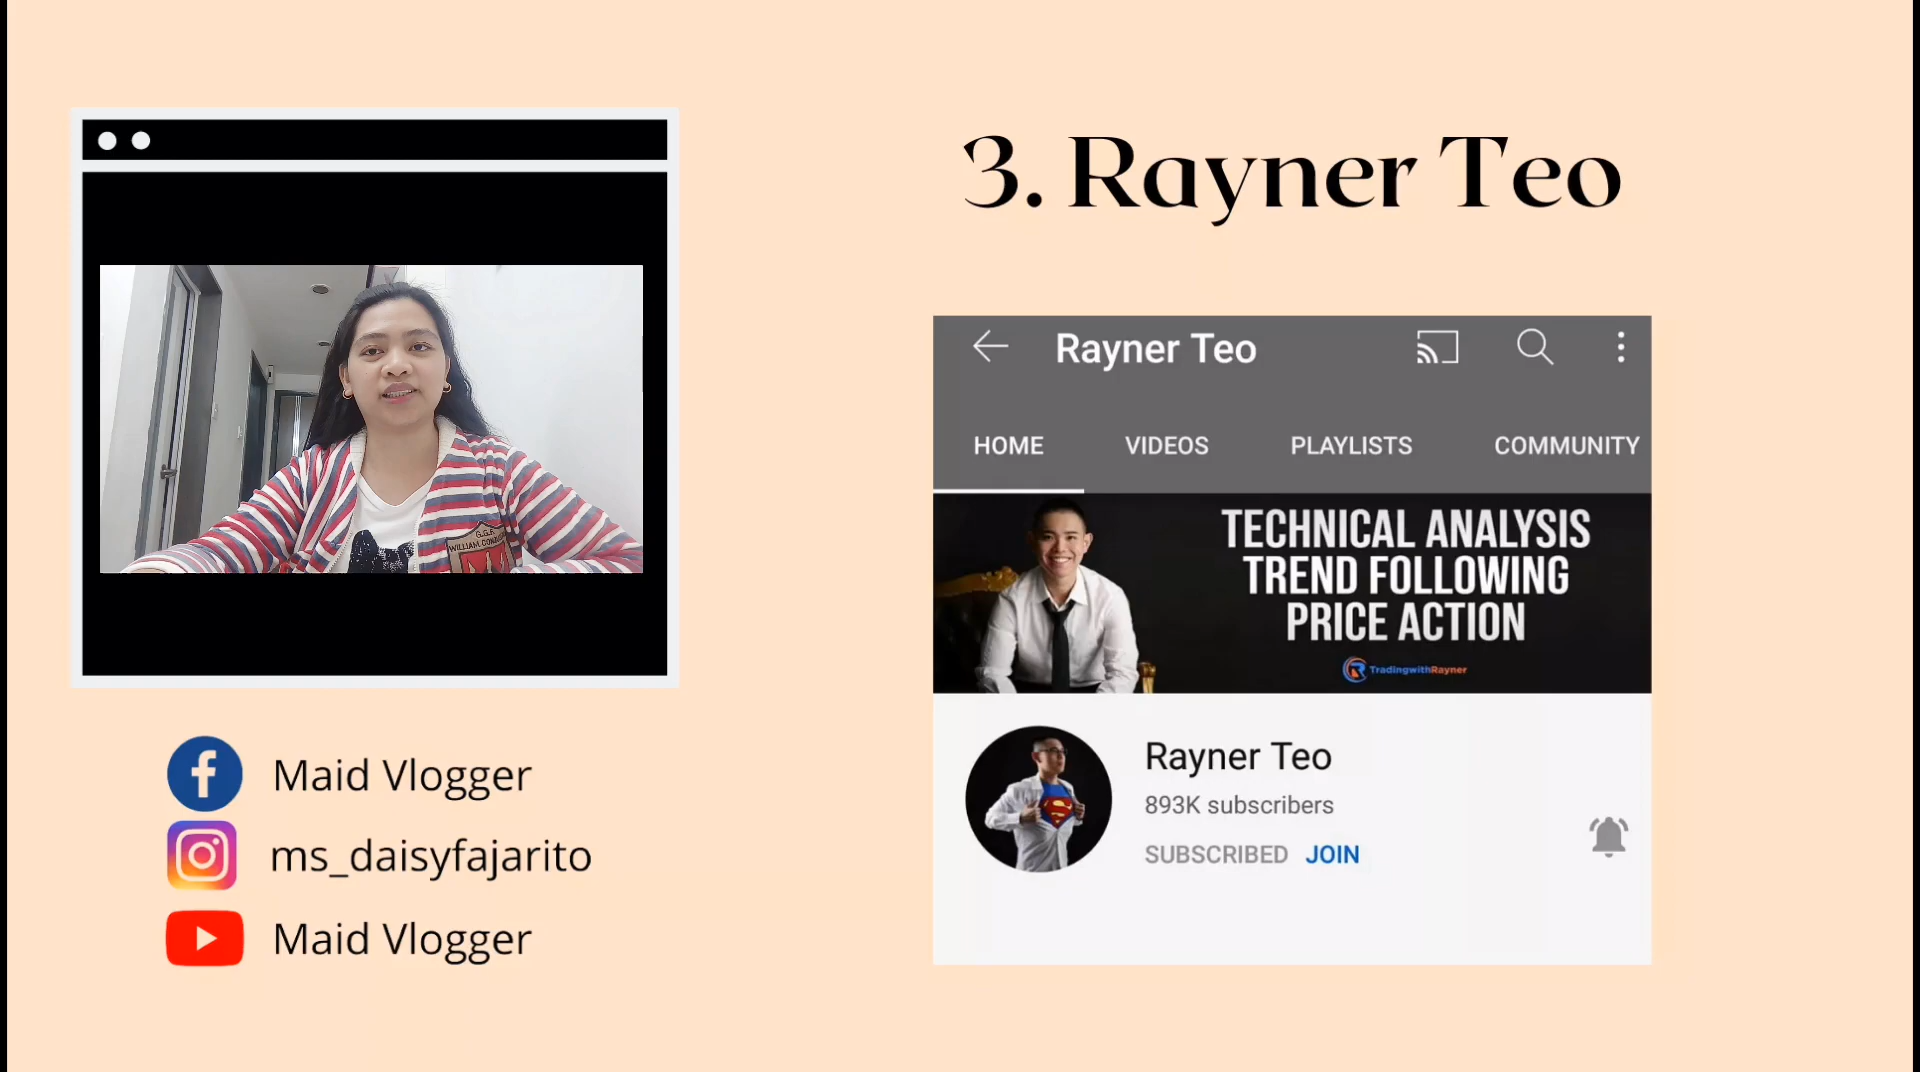 3. Rayner Teo
G.G.F
Rayner Teo
HOME VIDEOS PLAYLISTS COMMUNITY
TECHNICAL ANALYSIS
TREND FOLLOWING
PRICE ACTION
TradingwithRayner
Rayner Teo
893K subscribers
SUBSCRIBED JOIN
Maid Vlogger
ms_daisyfajarito
Maid Vlogger